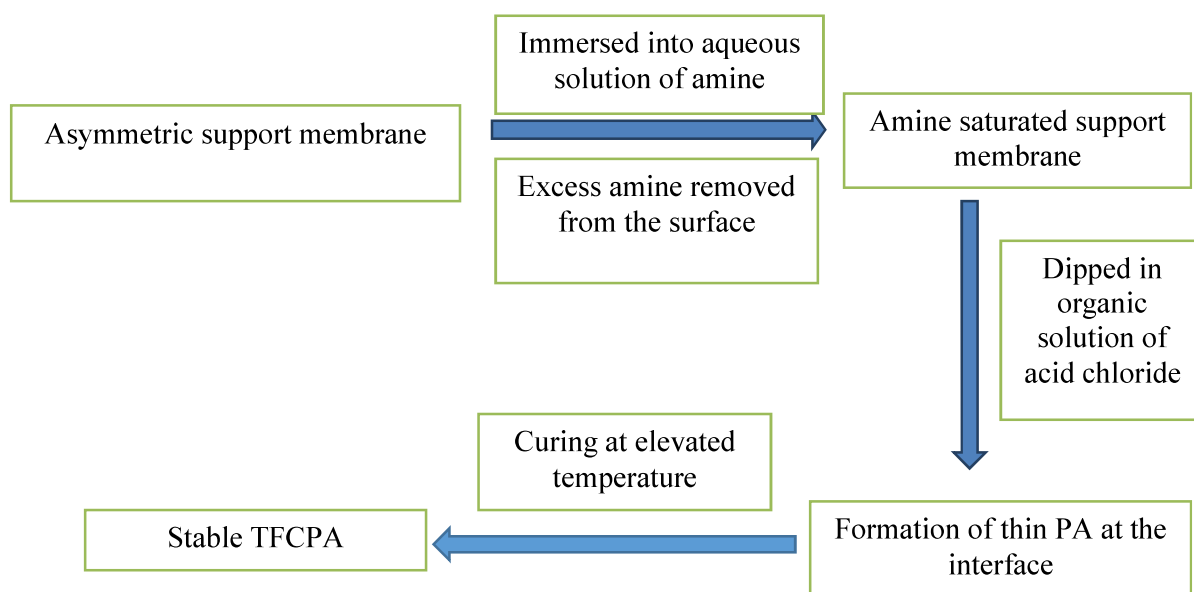 Asymmetric support membrane
Immersed into aqueous
solution of amine
Excess amine removed
from the surface
Amine saturated support
membrane
Dipped in
organic
solution of
acid chloride
Formation of thin PA at the
interface
Curing at elevated
temperature
Stable TFCPA